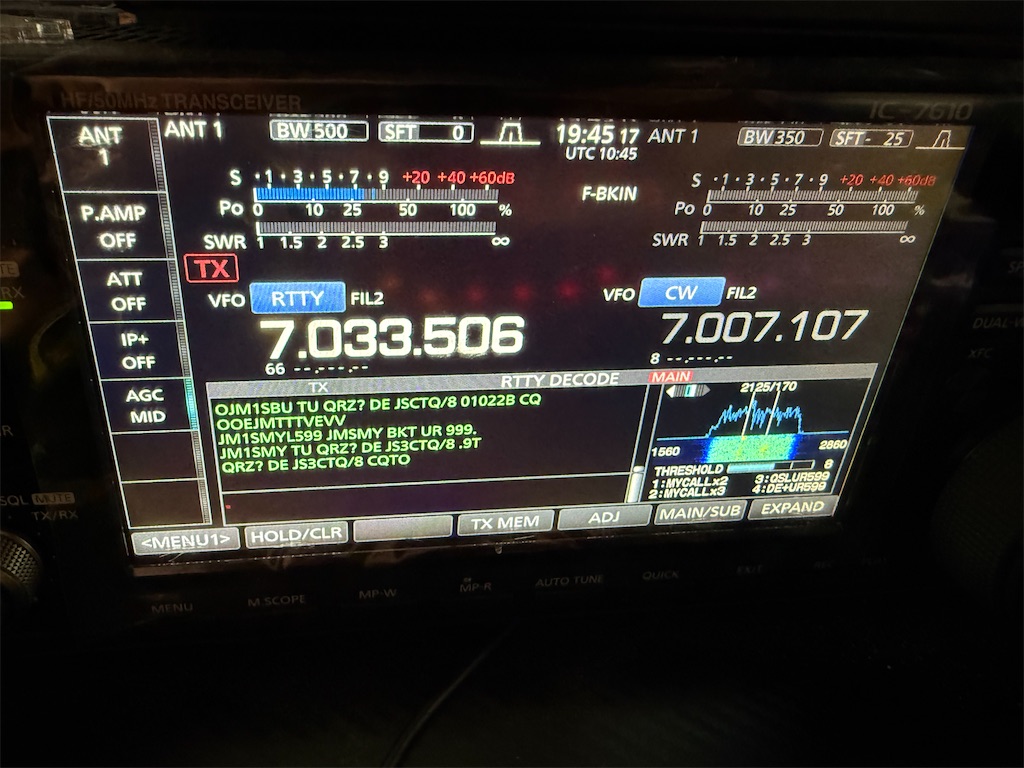 HF/50MHz TRANSCEIVER IC-7610
ANT 1
ANT 1 BW 500 SFT 0 19:45 17 ANT 1 BW 350 SFT- 25
UTC 10:45
S 1 3 5 7 9 +20 +40 +60dB F-BKIN S 1 3 5 7 9 +20 +40 +60dB
Po 0 10 25 50 100 % Po 0 10 25 50 100 %
SWR 1 1.5 2 2.5 3 ∞ SWR 1 1.5 2 2.5 3 ∞
P.AMP OFF
ATT OFF
IP+ OFF
AGC MID
TX
VFO RTTY FIL2 VFO CW FIL2
7.033.506 7.007.107
66 --.---.-- 8 --.---.--
TX RTTY DECODE MAIN
OJM1SBU TU QRZ? DE JSCTQ/8 01022B CQ
OOEJMTTTVEVV
JM1SMYL599 JMSMY BKT UR 999.
JM1SMY TU QRZ? DE JS3CTQ/8 .9T
QRZ? DE JS3CTQ/8 CQTO
2125/170
1560 2860
THRESHOLD 8
1:MYCALLx2 3:QSLUR599
2:MYCALLx3 4:DE+UR599
<MENU1> HOLD/CLR TX MEM ADJ MAIN/SUB EXPAND
SQL MUTE
TX/RX
MENU M.SCOPE MP-W MP-R AUTO TUNE QUICK EXIT
DUAL-W
XFC